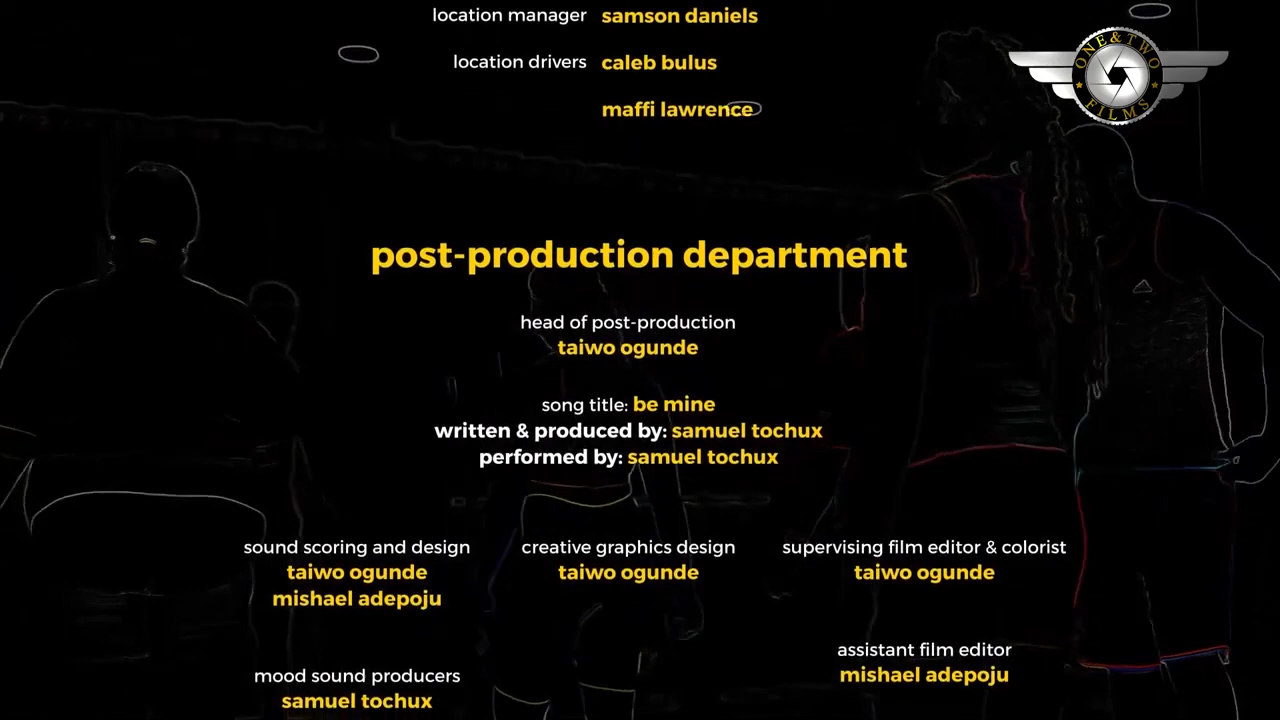 location manager samson daniels
location drivers caleb bulus
maffi lawrence
ONE & TWO
FILMS
post-production department
head of post-production
taiwo ogunde
song title: be mine
written & produced by: samuel tochux
performed by: samuel tochux
sound scoring and design
taiwo ogunde
mishael adepoju
creative graphics design
taiwo ogunde
supervising film editor & colorist
taiwo ogunde
mood sound producers
samuel tochux
assistant film editor
mishael adepoju